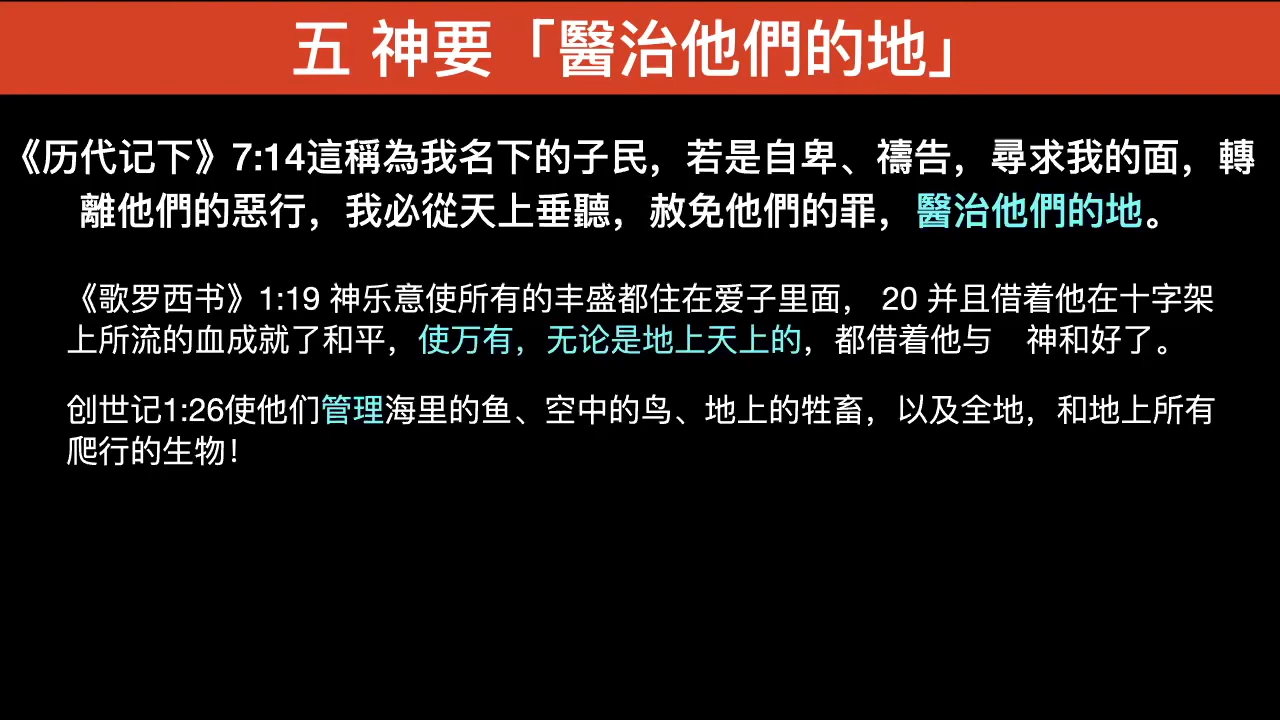 五 神要「醫治他們的地」
《历代记下》7:14這稱為我名下的子民，若是自卑、禱告，尋求我的面，轉
離他們的惡行，我必從天上垂聽，赦免他們的罪，醫治他們的地。
《歌罗西书》1:19 神乐意使所有的丰盛都住在爱子里面， 20 并且借着他在十字架
上所流的血成就了和平，使万有，无论是地上天上的，都借着他与　神和好了。
创世记1:26使他们管理海里的鱼、空中的鸟、地上的牲畜，以及全地，和地上所有
爬行的生物！